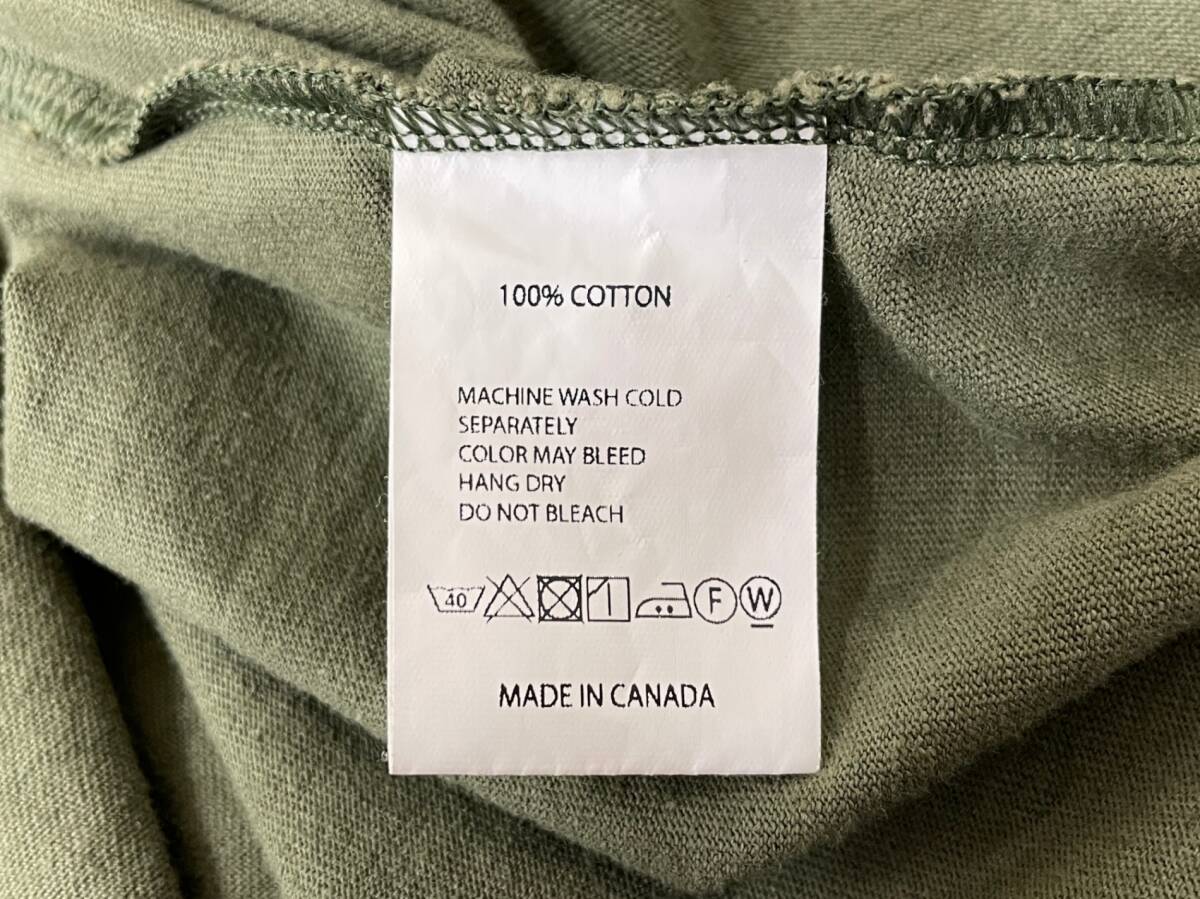 100% COTTON
MACHINE WASH COLD
SEPARATELY
COLOR MAY BLEED
HANG DRY
DO NOT BLEACH
40 F W
MADE IN CANADA